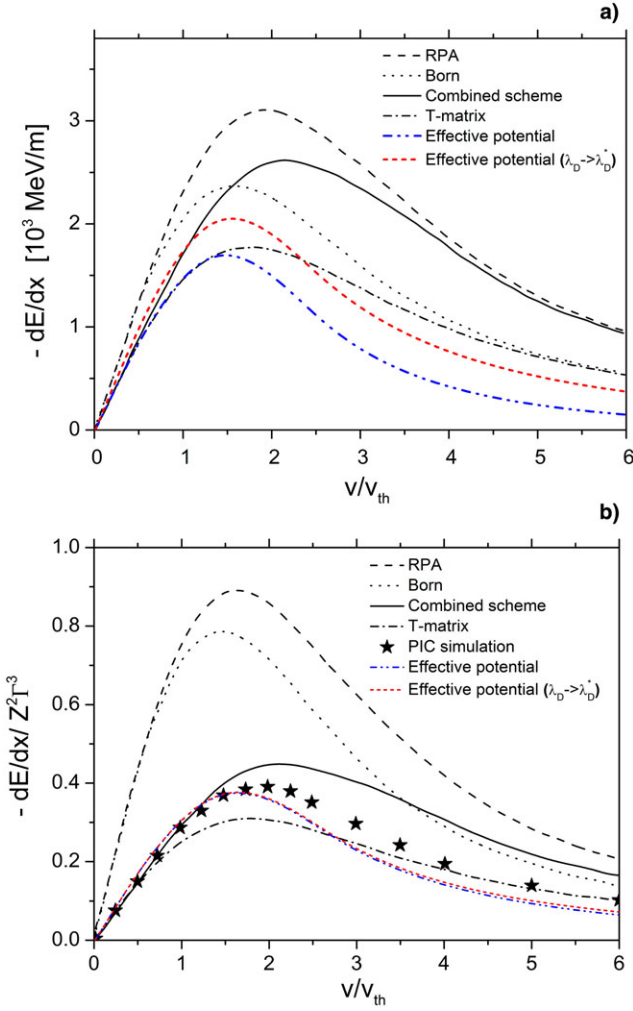 a)
RPA
Born
Combined scheme
T-matrix
Effective potential
Effective potential (λD->λD*)
- dE/dx [10³ MeV/m]
3
2
1
0
0 1 2 3 4 5 6
v/vth
b)
RPA
Born
Combined scheme
T-matrix
PIC simulation
Effective potential
Effective potential (λD->λD*)
- dE/dx/ Z²Γ³
1.0
0.8
0.6
0.4
0.2
0.0
0 1 2 3 4 5 6
v/vth